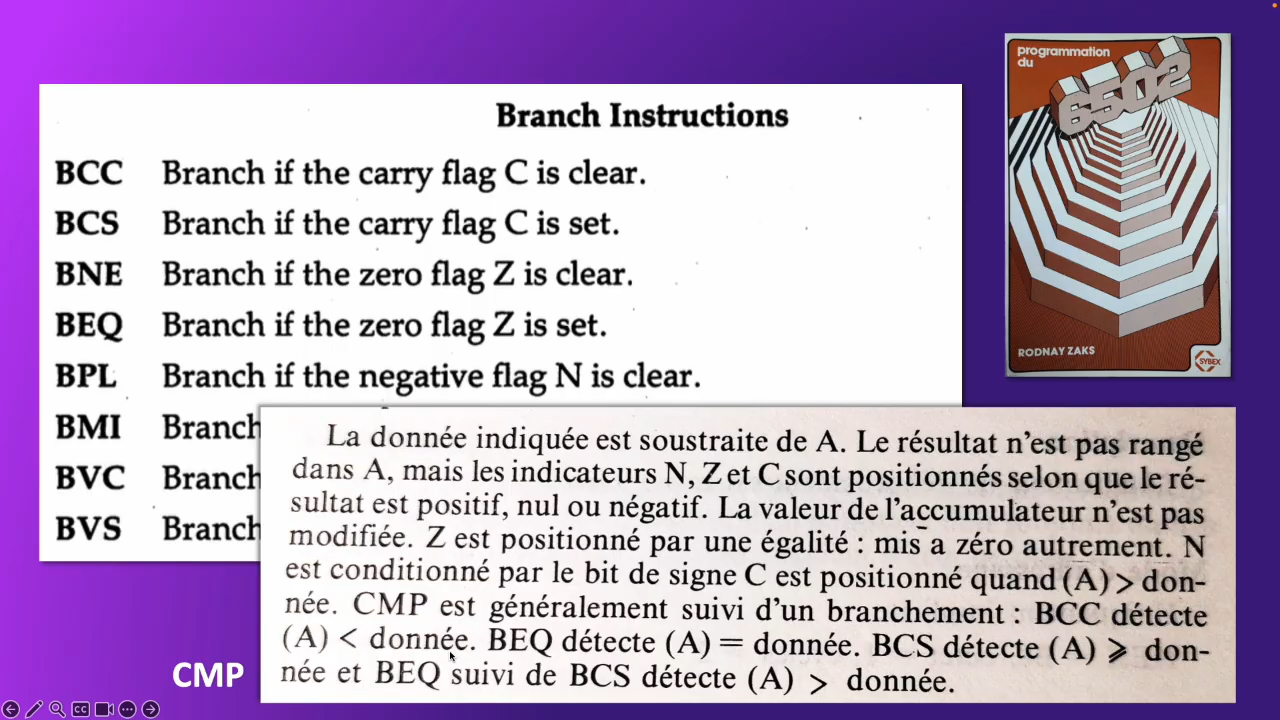 programmation
du
6502
RODNAY ZAKS
SYBEX
Branch Instructions
BCC Branch if the carry flag C is clear.
BCS Branch if the carry flag C is set.
BNE Branch if the zero flag Z is clear.
BEQ Branch if the zero flag Z is set.
BPL Branch if the negative flag N is clear.
BMI Branch
BVC Branch
BVS Branch
La donnée indiquée est soustraite de A. Le résultat n'est pas rangé
dans A, mais les indicateurs N, Z et C sont positionnés selon que le ré-
sultat est positif, nul ou négatif. La valeur de l'accumulateur n'est pas
modifiée. Z est positionné par une égalité : mis a zéro autrement. N
est conditionné par le bit de signe C est positionné quand (A) > don-
née. CMP est généralement suivi d'un branchement : BCC détecte
(A) < donnée. BEQ détecte (A) = donnée. BCS détecte (A) ⩾ don-
née et BEQ suivi de BCS détecte (A) > donnée.
CMP
CC